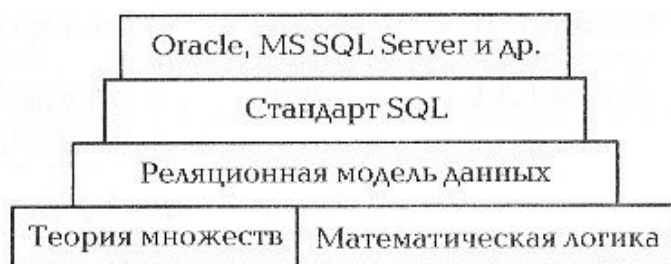 Oracle, MS SQL Server и др.
Стандарт SQL
Реляционная модель данных
Теория множеств
Математическая логика